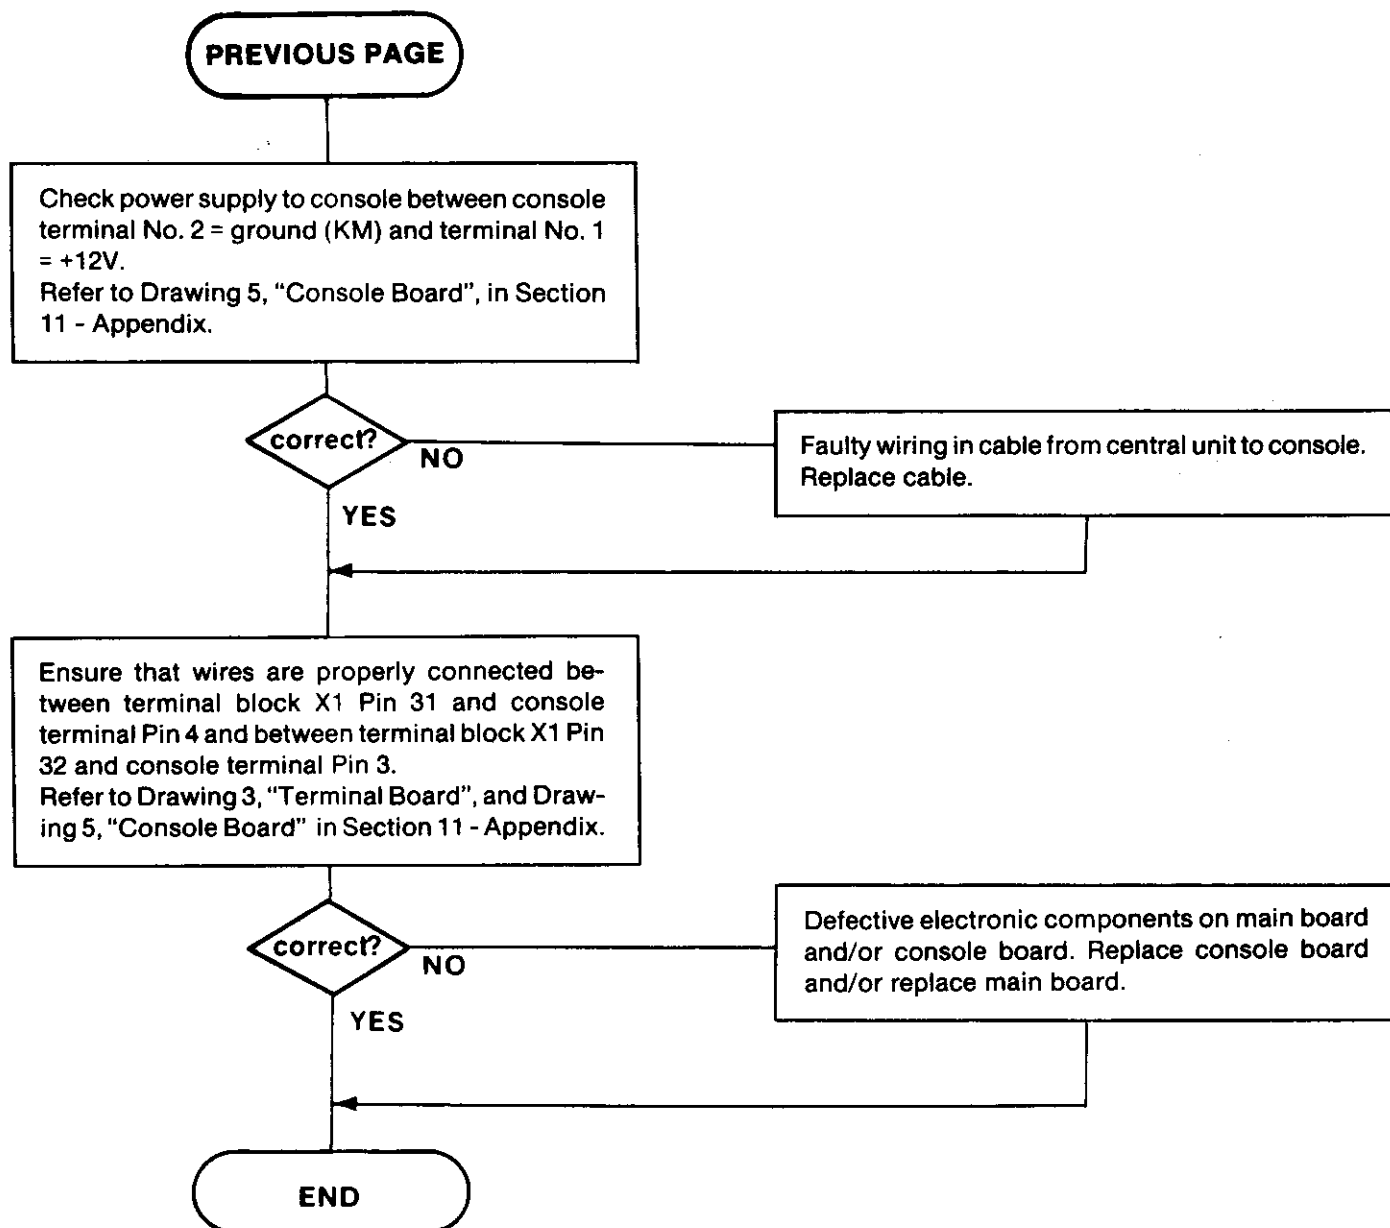 PREVIOUS PAGE
Check power supply to console between console
terminal No. 2 = ground (KM) and terminal No. 1
= +12V.
Refer to Drawing 5, “Console Board”, in Section
11 - Appendix.
correct?
NO
YES
Faulty wiring in cable from central unit to console.
Replace cable.
Ensure that wires are properly connected be-
tween terminal block X1 Pin 31 and console
terminal Pin 4 and between terminal block X1 Pin
32 and console terminal Pin 3.
Refer to Drawing 3, “Terminal Board”, and Draw-
ing 5, “Console Board” in Section 11 - Appendix.
correct?
NO
YES
Defective electronic components on main board
and/or console board. Replace console board
and/or replace main board.
END